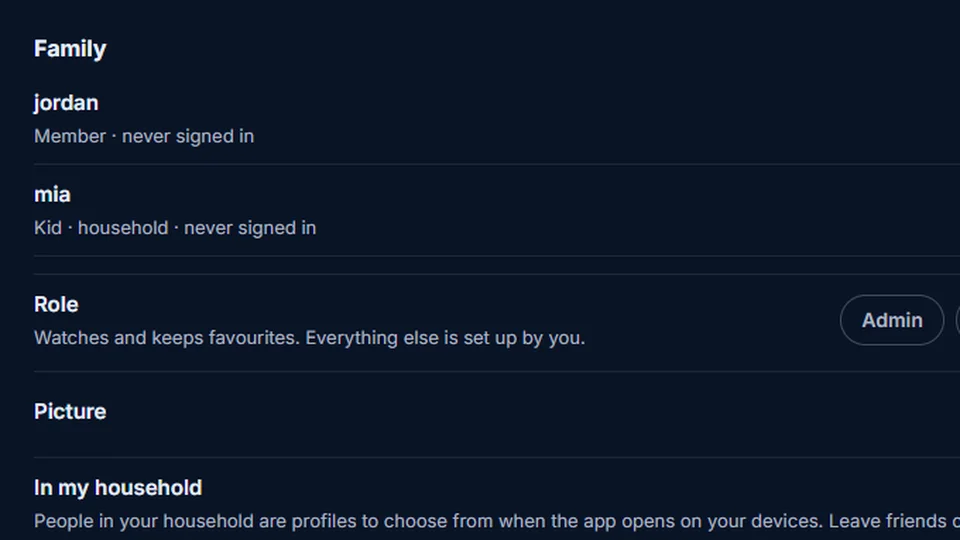 Family
jordan
Member · never signed in
mia
Kid · household · never signed in
Role
Watches and keeps favourites. Everything else is set up by you.
Admin
Picture
In my household
People in your household are profiles to choose from when the app opens on your devices. Leave friends